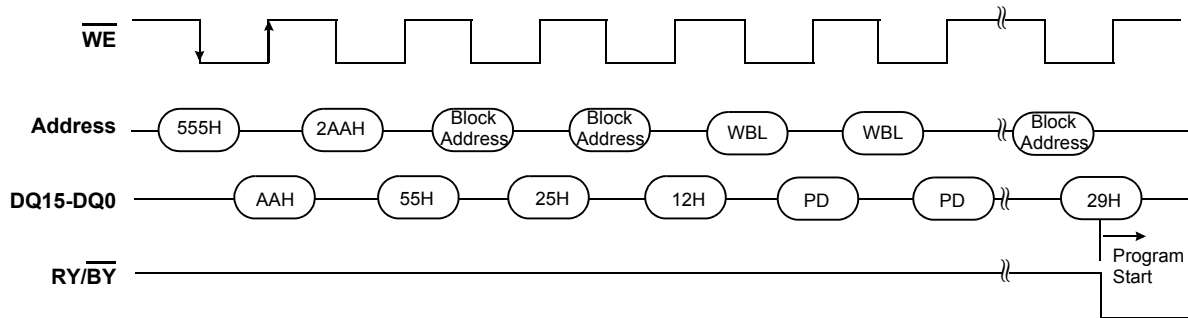 WE
Address
555H
2AAH
Block
Address
Block
Address
WBL
WBL
Block
Address
DQ15-DQ0
AAH
55H
25H
12H
PD
PD
29H
Program
Start
RY/BY